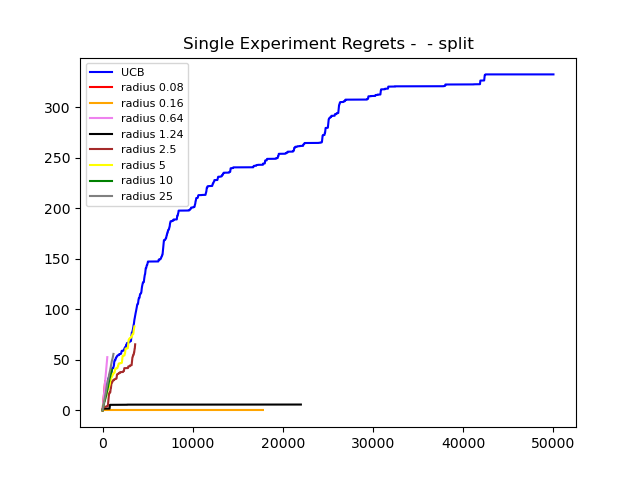 Single Experiment Regrets -  - split
UCB
radius 0.08
radius 0.16
radius 0.64
radius 1.24
radius 2.5
radius 5
radius 10
radius 25
300
250
200
150
100
50
0
0 10000 20000 30000 40000 50000